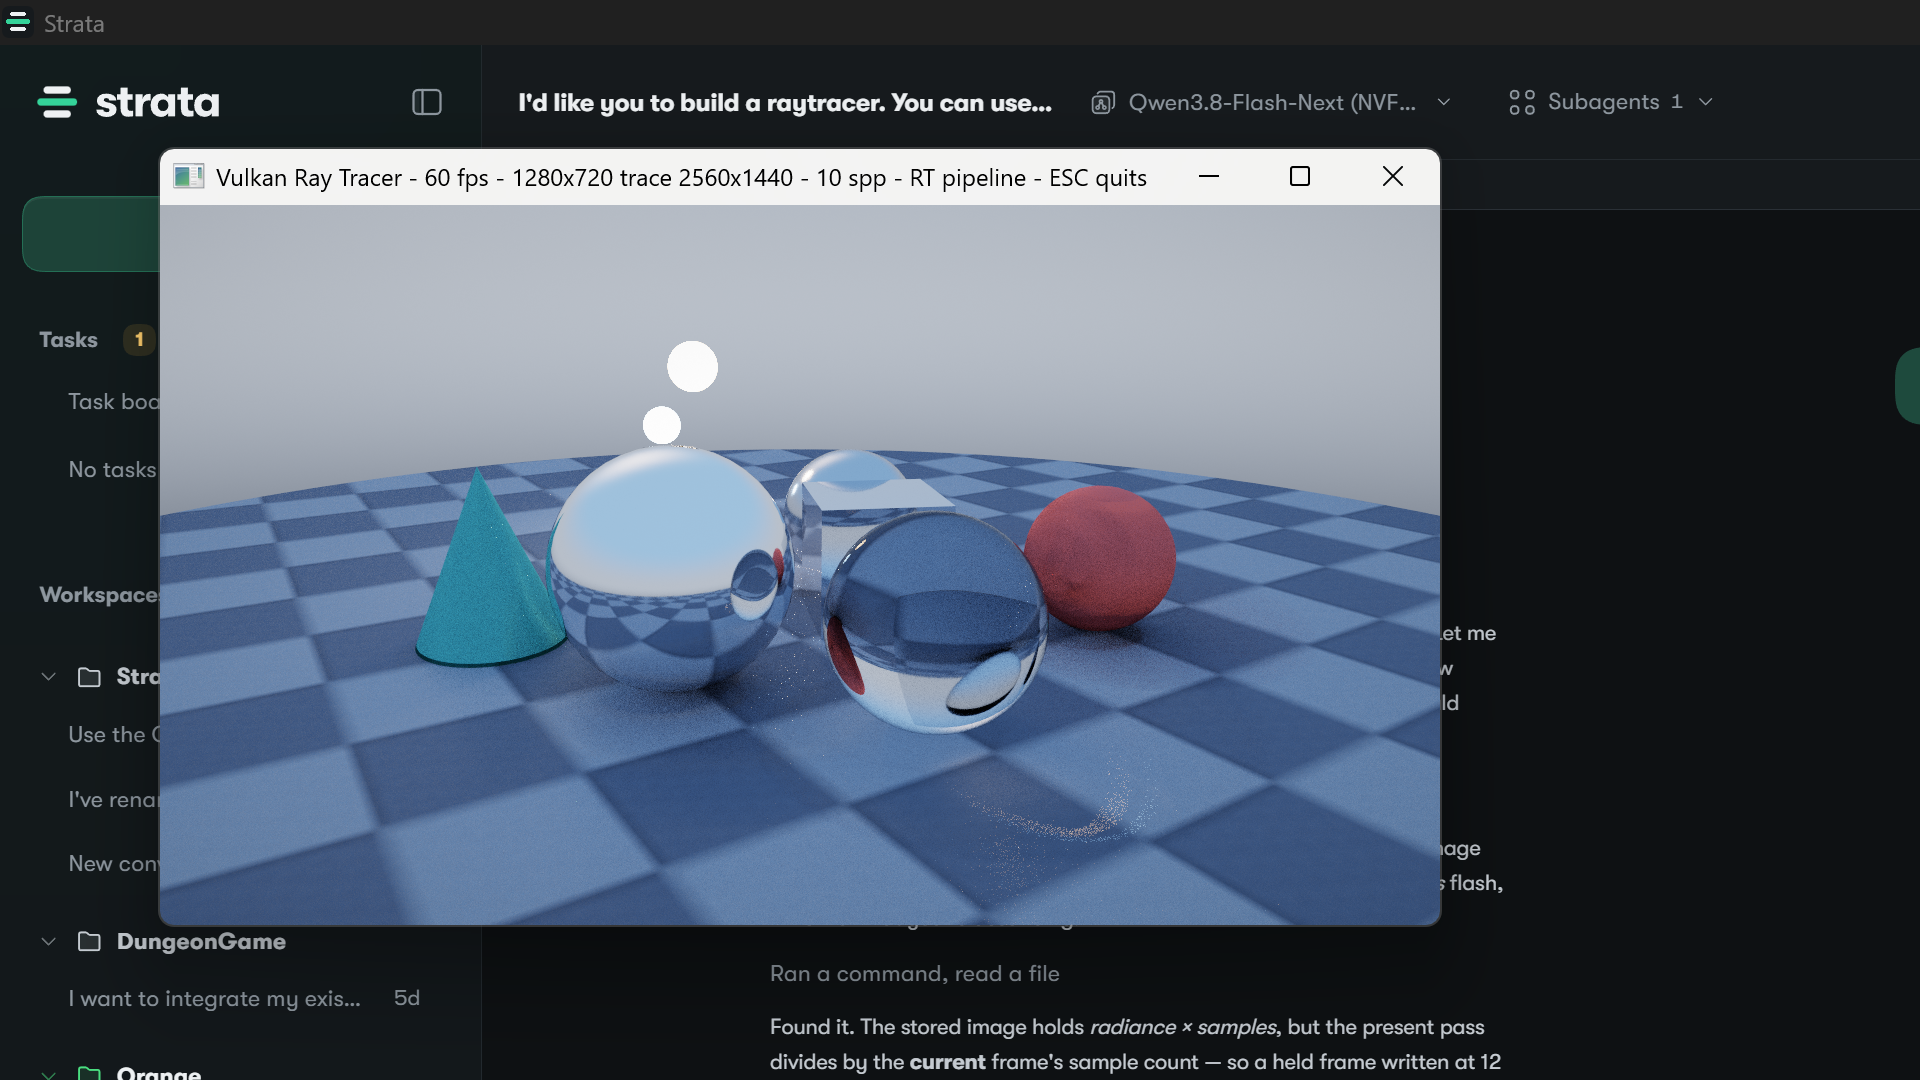 Strata
strata
I'd like you to build a raytracer. You can use...
Qwen3.8-Flash-Next (NVF...
Subagents 1
Vulkan Ray Tracer - 60 fps - 1280x720 trace 2560x1440 - 10 spp - RT pipeline - ESC quits
Tasks 1
Task boa
No tasks
Workspaces
Stra
Use the
I've rena
New conv
DungeonGame
I want to integrate my exis... 5d
Orange
Let me
w
ld
flash,
Ran a command, read a file
Found it. The stored image holds radiance × samples, but the present pass
divides by the current frame's sample count — so a held frame written at 12